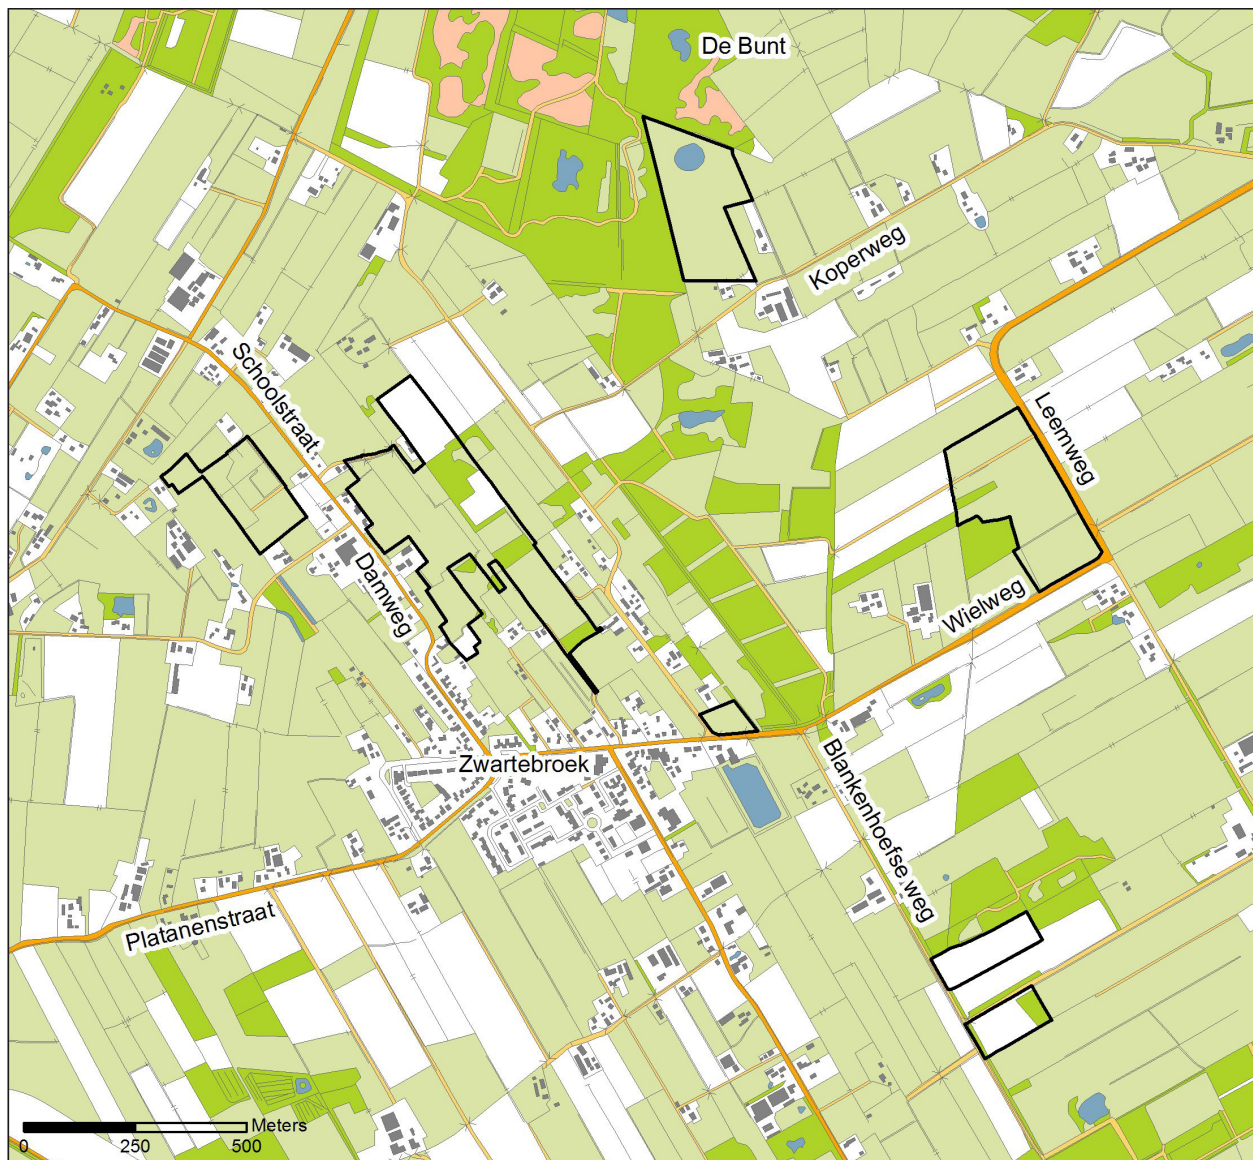 De Bunt
Koperweg
Schoolstraat
Leemweg
Damweg
Wielweg
Zwartebroek
Blankenhoefse weg
Platanenstraat
Meters
0 250 500